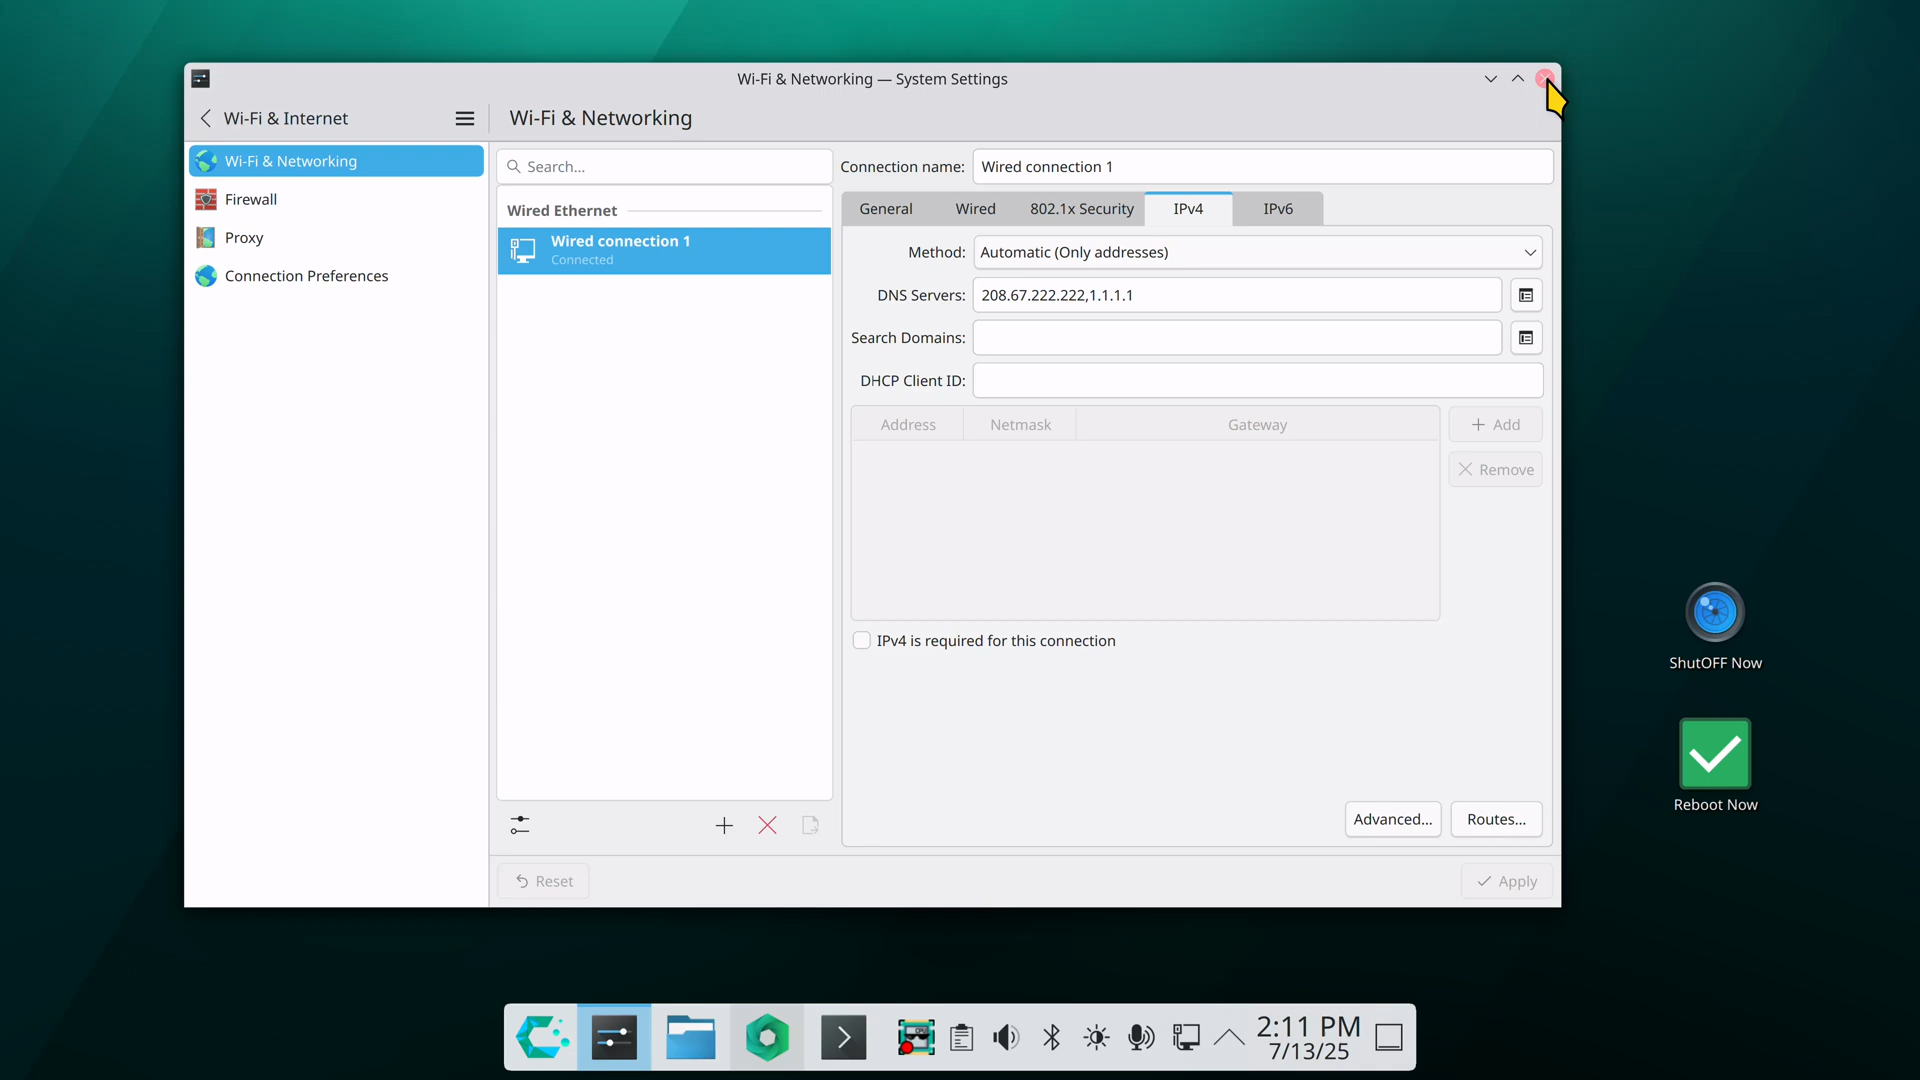 Wi-Fi & Networking — System Settings
Wi-Fi & Internet
Wi-Fi & Networking
Wi-Fi & Networking
Firewall
Proxy
Connection Preferences
Search...
Wired Ethernet
Wired connection 1
Connected
Connection name: Wired connection 1
General Wired 802.1x Security IPv4 IPv6
Method: Automatic (Only addresses)
DNS Servers: 208.67.222.222,1.1.1.1
Search Domains:
DHCP Client ID:
Address Netmask Gateway
Add
Remove
IPv4 is required for this connection
Advanced... Routes...
Reset
Apply
ShutOFF Now
Reboot Now
CPU
2:11 PM
7/13/25